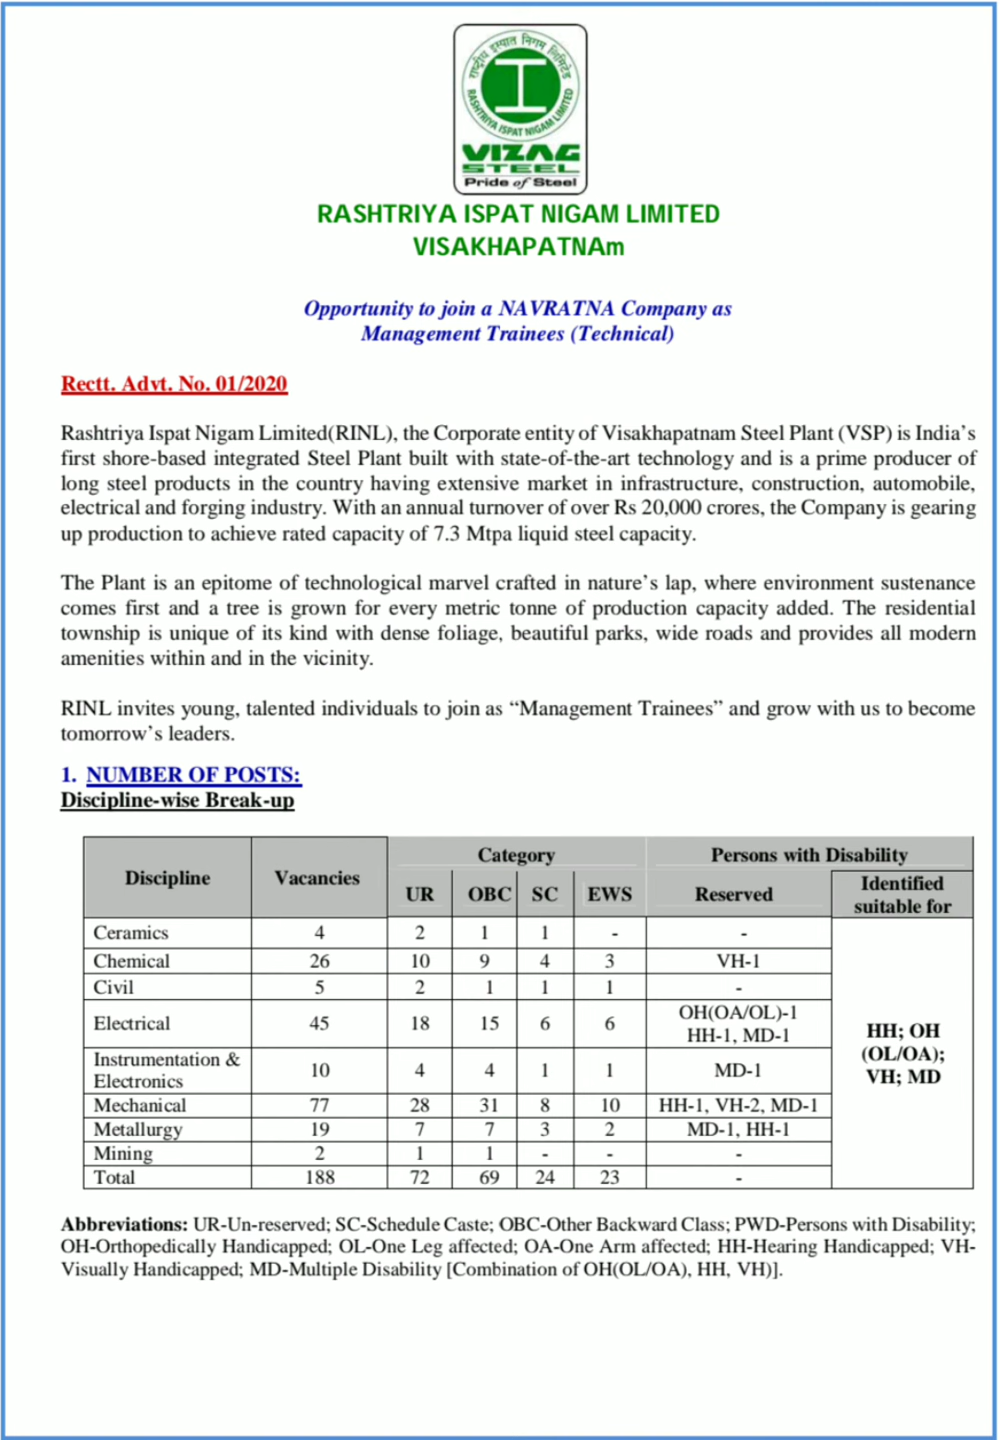 राष्ट्रीय इस्पात निगम लिमिटेड
RASHTRIYA ISPAT NIGAM LIMITED
VIZAG
STEEL
Pride of Steel
RASHTRIYA ISPAT NIGAM LIMITED
VISAKHAPATNAm
Opportunity to join a NAVRATNA Company as
Management Trainees (Technical)
Rectt. Advt. No. 01/2020
Rashtriya Ispat Nigam Limited(RINL), the Corporate entity of Visakhapatnam Steel Plant (VSP) is India's
first shore-based integrated Steel Plant built with state-of-the-art technology and is a prime producer of
long steel products in the country having extensive market in infrastructure, construction, automobile,
electrical and forging industry. With an annual turnover of over Rs 20,000 crores, the Company is gearing
up production to achieve rated capacity of 7.3 Mtpa liquid steel capacity.
The Plant is an epitome of technological marvel crafted in nature's lap, where environment sustenance
comes first and a tree is grown for every metric tonne of production capacity added. The residential
township is unique of its kind with dense foliage, beautiful parks, wide roads and provides all modern
amenities within and in the vicinity.
RINL invites young, talented individuals to join as “Management Trainees” and grow with us to become
tomorrow's leaders.
1. NUMBER OF POSTS:
Discipline-wise Break-up
Discipline Vacancies Category Persons with Disability
UR OBC SC EWS Reserved Identified suitable for
Ceramics 4 2 1 1 - -
Chemical 26 10 9 4 3 VH-1
Civil 5 2 1 1 1 -
Electrical 45 18 15 6 6 OH(OA/OL)-1
HH-1, MD-1
Instrumentation &
Electronics 10 4 4 1 1 MD-1
HH; OH
(OL/OA);
VH; MD
Mechanical 77 28 31 8 10 HH-1, VH-2, MD-1
Metallurgy 19 7 7 3 2 MD-1, HH-1
Mining 2 1 1 - - -
Total 188 72 69 24 23 -
Abbreviations: UR-Un-reserved; SC-Schedule Caste; OBC-Other Backward Class; PWD-Persons with Disability;
OH-Orthopedically Handicapped; OL-One Leg affected; OA-One Arm affected; HH-Hearing Handicapped; VH-
Visually Handicapped; MD-Multiple Disability [Combination of OH(OL/OA), HH, VH)].